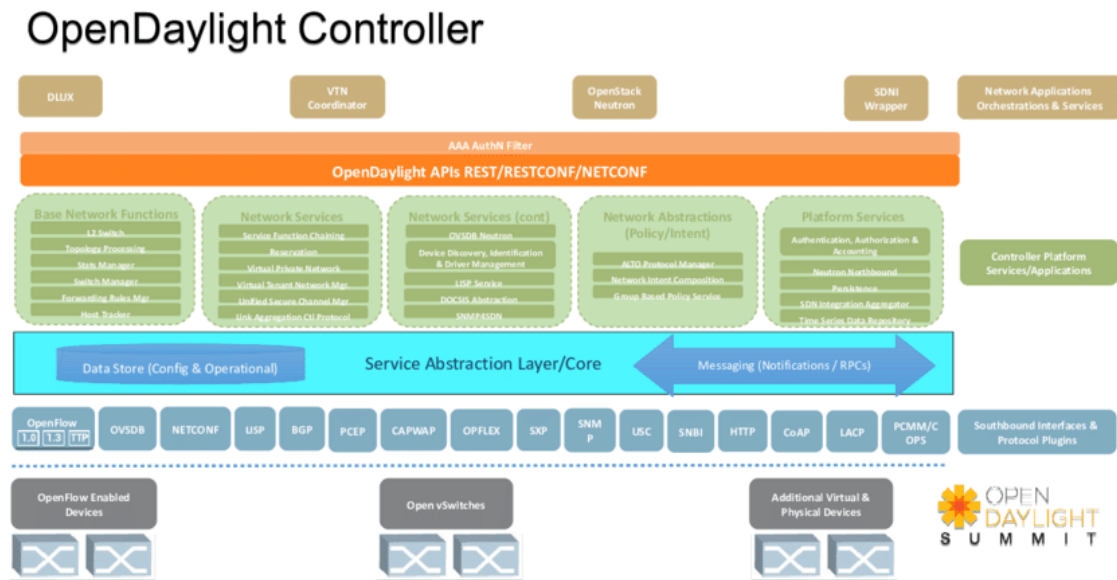 OpenDaylight Controller
DLUX
VTN
Coordinator
OpenStack
Neutron
SDNI
Wrapper
Network Applications
Orchestrations & Services
AAA AuthN Filter
OpenDaylight APIs REST/RESTCONF/NETCONF
Base Network Functions
L2 Switch
Topology Processing
Stats Manager
Switch Manager
Forwarding Rules Mgr
Host Tracker
Network Services
Service Function Chaining
Reservation
Virtual Private Network
Virtual Tenant Network Mgr.
Unified Secure Channel Mgr
Link Aggregation Ctl Protocol
Network Services (cont)
OVSDB Neutron
Device Discovery, Identification
& Driver Management
LISP Service
DOCSIS Abstraction
SNMP4SDN
Network Abstractions
(Policy/Intent)
ALTO Protocol Manager
Network Intent Composition
Group Based Policy Service
Platform Services
Authentication, Authorization &
Accounting
Neutron Northbound
Persistence
SDN Integration Aggregator
Time Series Data Repository
Controller Platform
Services/Applications
Data Store (Config & Operational)
Service Abstraction Layer/Core
Messaging (Notifications / RPCs)
OpenFlow
1.0 1.3 TTP
OVSDB
NETCONF
LISP
BGP
PCEP
CAPWAP
OPFLEX
SXP
SNM
P
USC
SNBI
HTTP
CoAP
LACP
PCMM/C
OPS
Southbound Interfaces &
Protocol Plugins
OpenFlow Enabled
Devices
Open vSwitches
Additional Virtual &
Physical Devices
OPEN
DAYLIGHT
SUMMIT